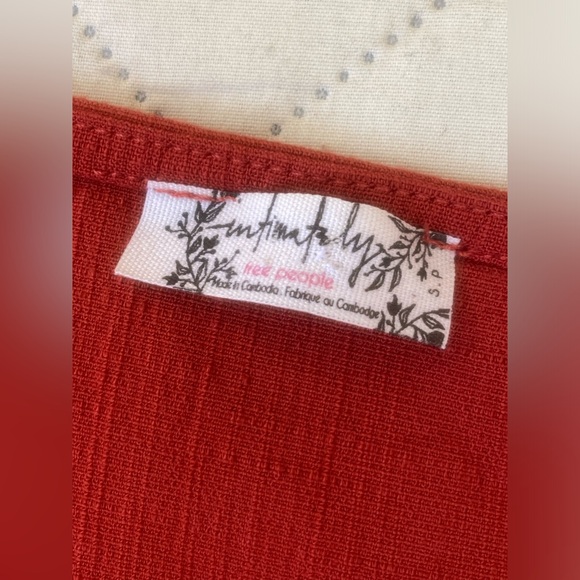 intimately
free people
Made in Cambodia. Fabriqué au Cambodge
S.P